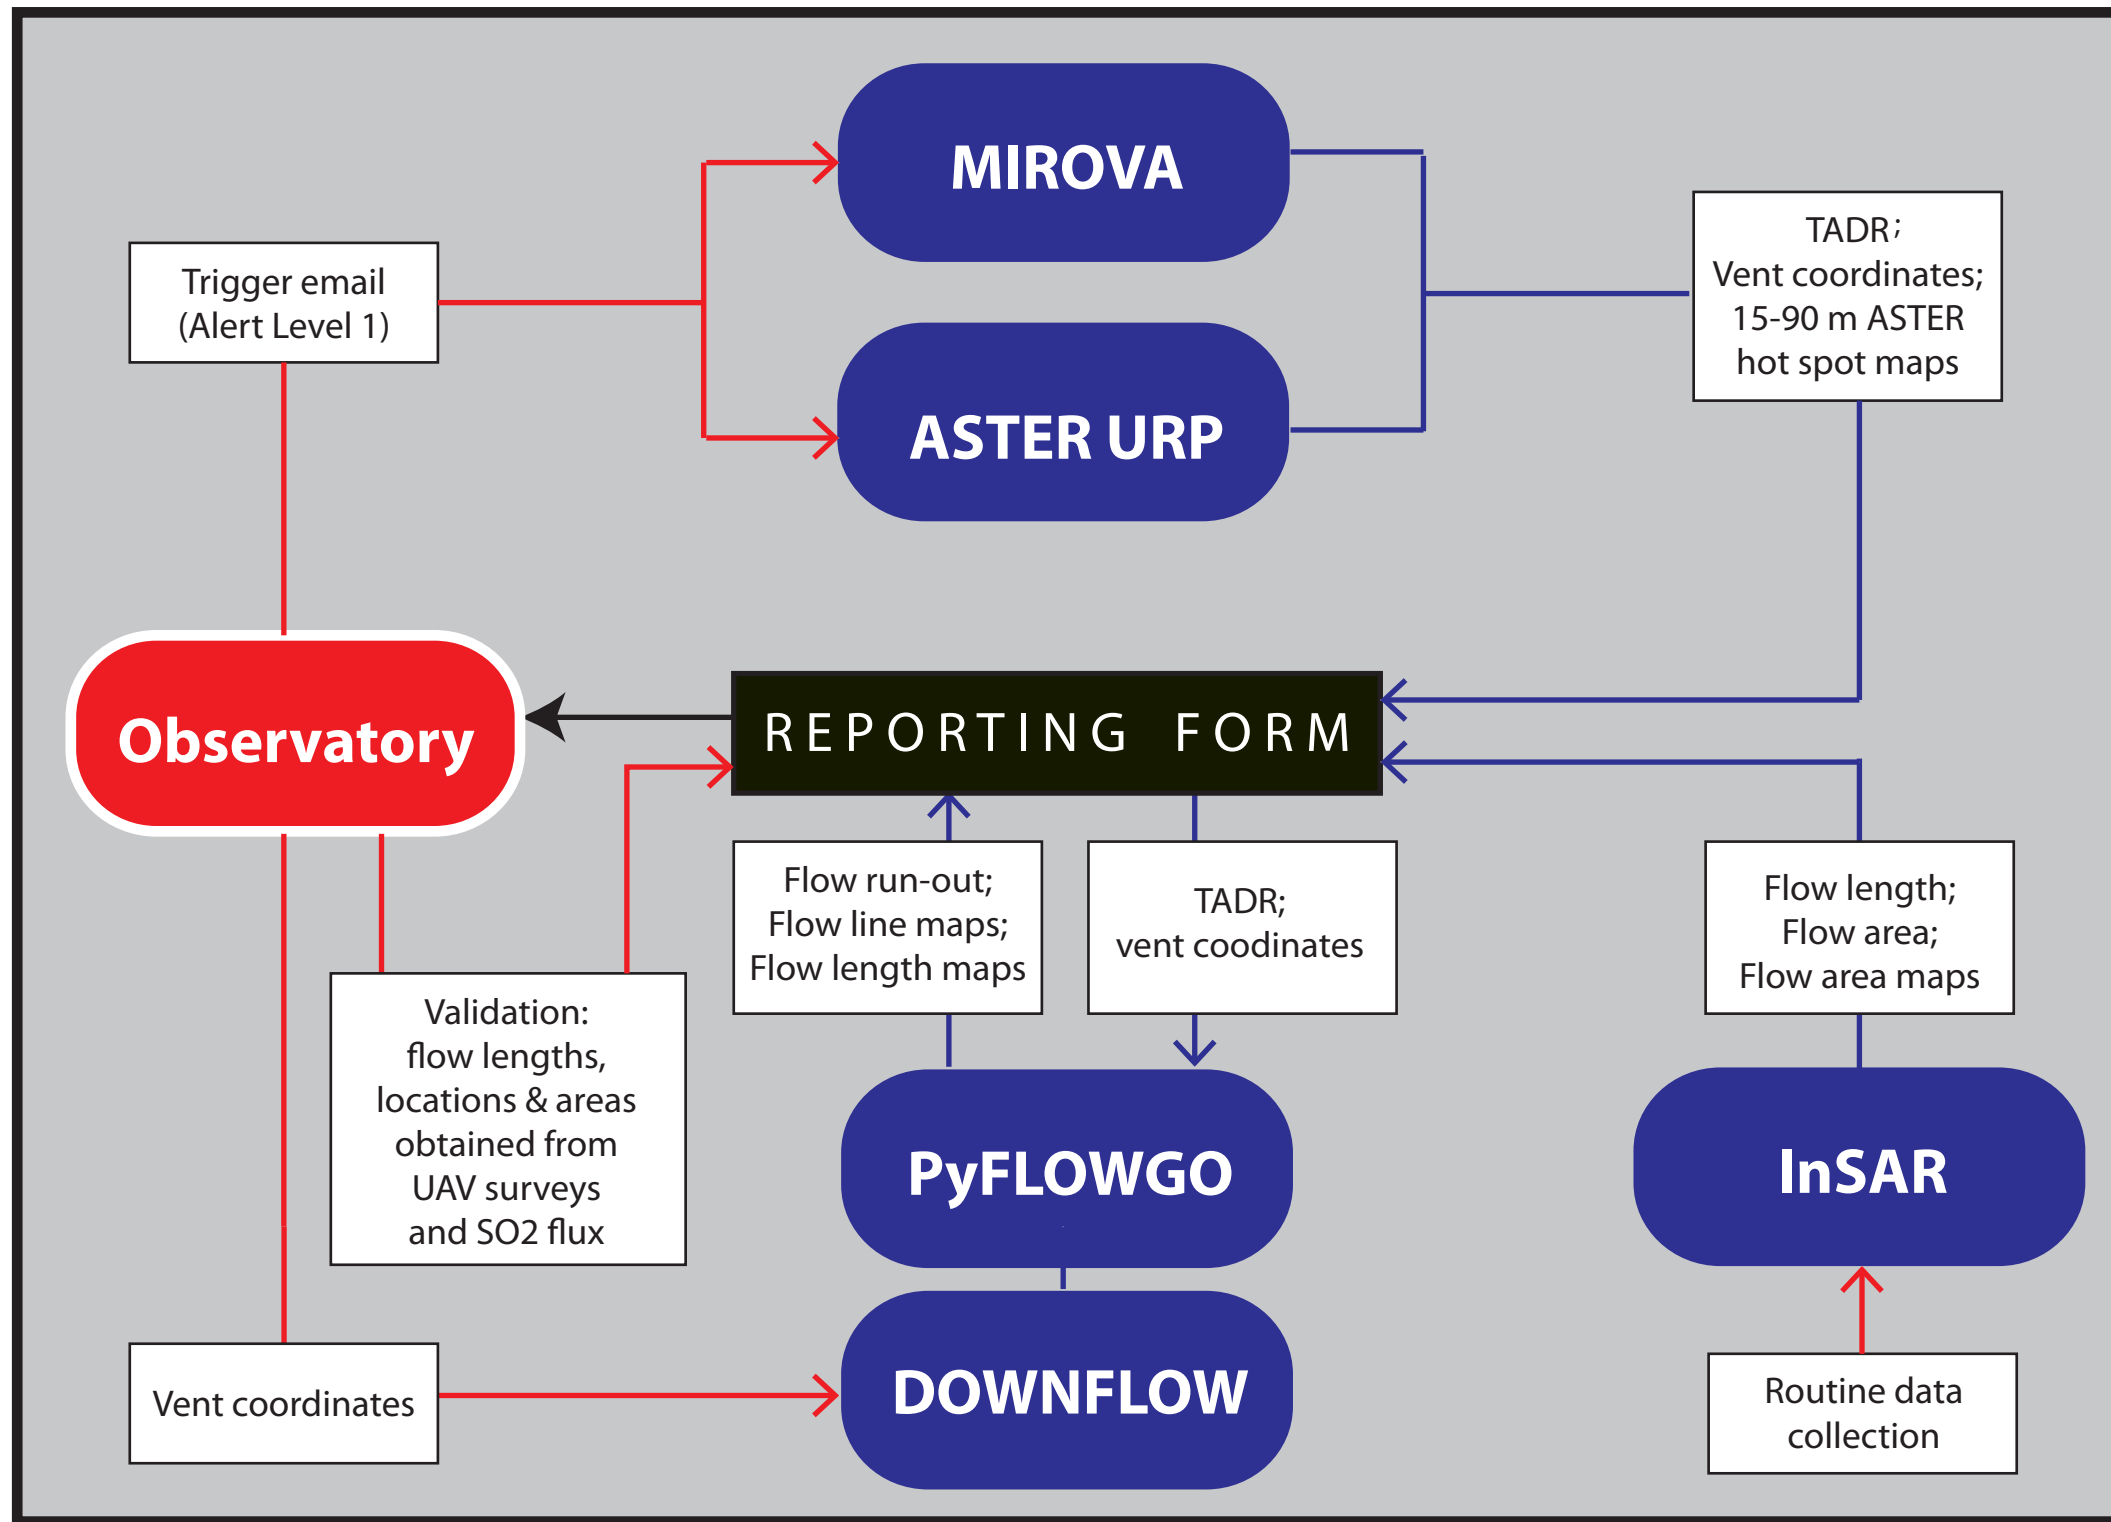 MIROVA
TADR;
Vent coordinates;
15-90 m ASTER
hot spot maps
Trigger email
(Alert Level 1)
ASTER URP
Observatory
REPORTING FORM
Flow run-out;
Flow line maps;
Flow length maps
TADR;
vent coodinates
Flow length;
Flow area;
Flow area maps
Validation:
flow lengths,
locations & areas
obtained from
UAV surveys
and SO2 flux
PyFLOWGO
InSAR
Vent coordinates
DOWNFLOW
Routine data
collection